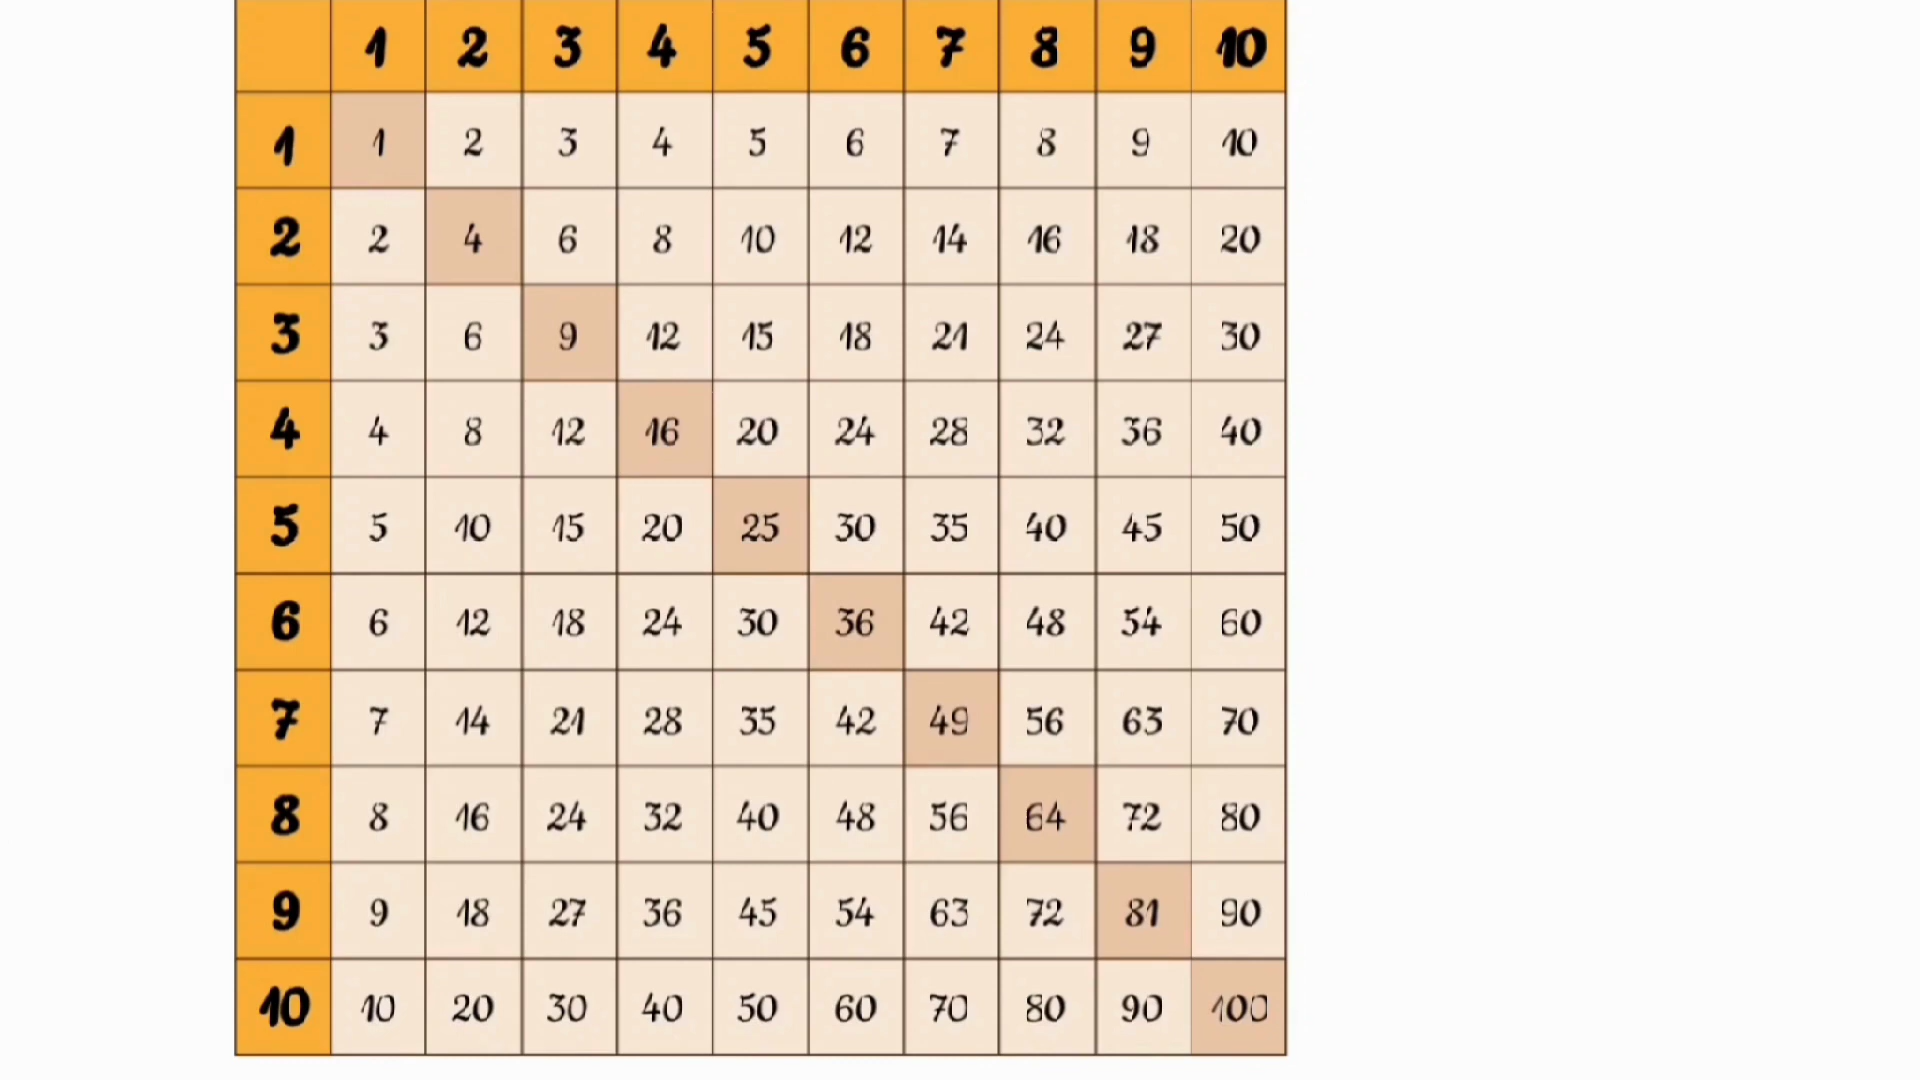 1 2 3 4 5 6 7 8 9 10
1 1 2 3 4 5 6 7 8 9 10
2 2 4 6 8 10 12 14 16 18 20
3 3 6 9 12 15 18 21 24 27 30
4 4 8 12 16 20 24 28 32 36 40
5 5 10 15 20 25 30 35 40 45 50
6 6 12 18 24 30 36 42 48 54 60
7 7 14 21 28 35 42 49 56 63 70
8 8 16 24 32 40 48 56 64 72 80
9 9 18 27 36 45 54 63 72 81 90
10 10 20 30 40 50 60 70 80 90 100